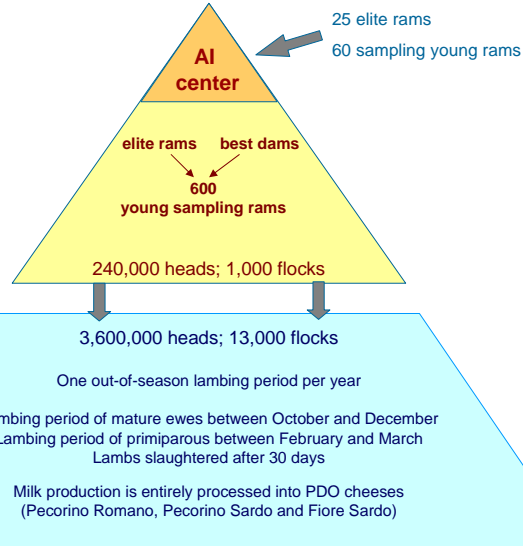 25 elite rams
60 sampling young rams
AI
center
elite rams best dams
600
young sampling rams
240,000 heads; 1,000 flocks
3,600,000 heads; 13,000 flocks
One out-of-season lambing period per year
mbing period of mature ewes between October and December
Lambing period of primiparous between February and March
Lambs slaughtered after 30 days
Milk production is entirely processed into PDO cheeses
(Pecorino Romano, Pecorino Sardo and Fiore Sardo)